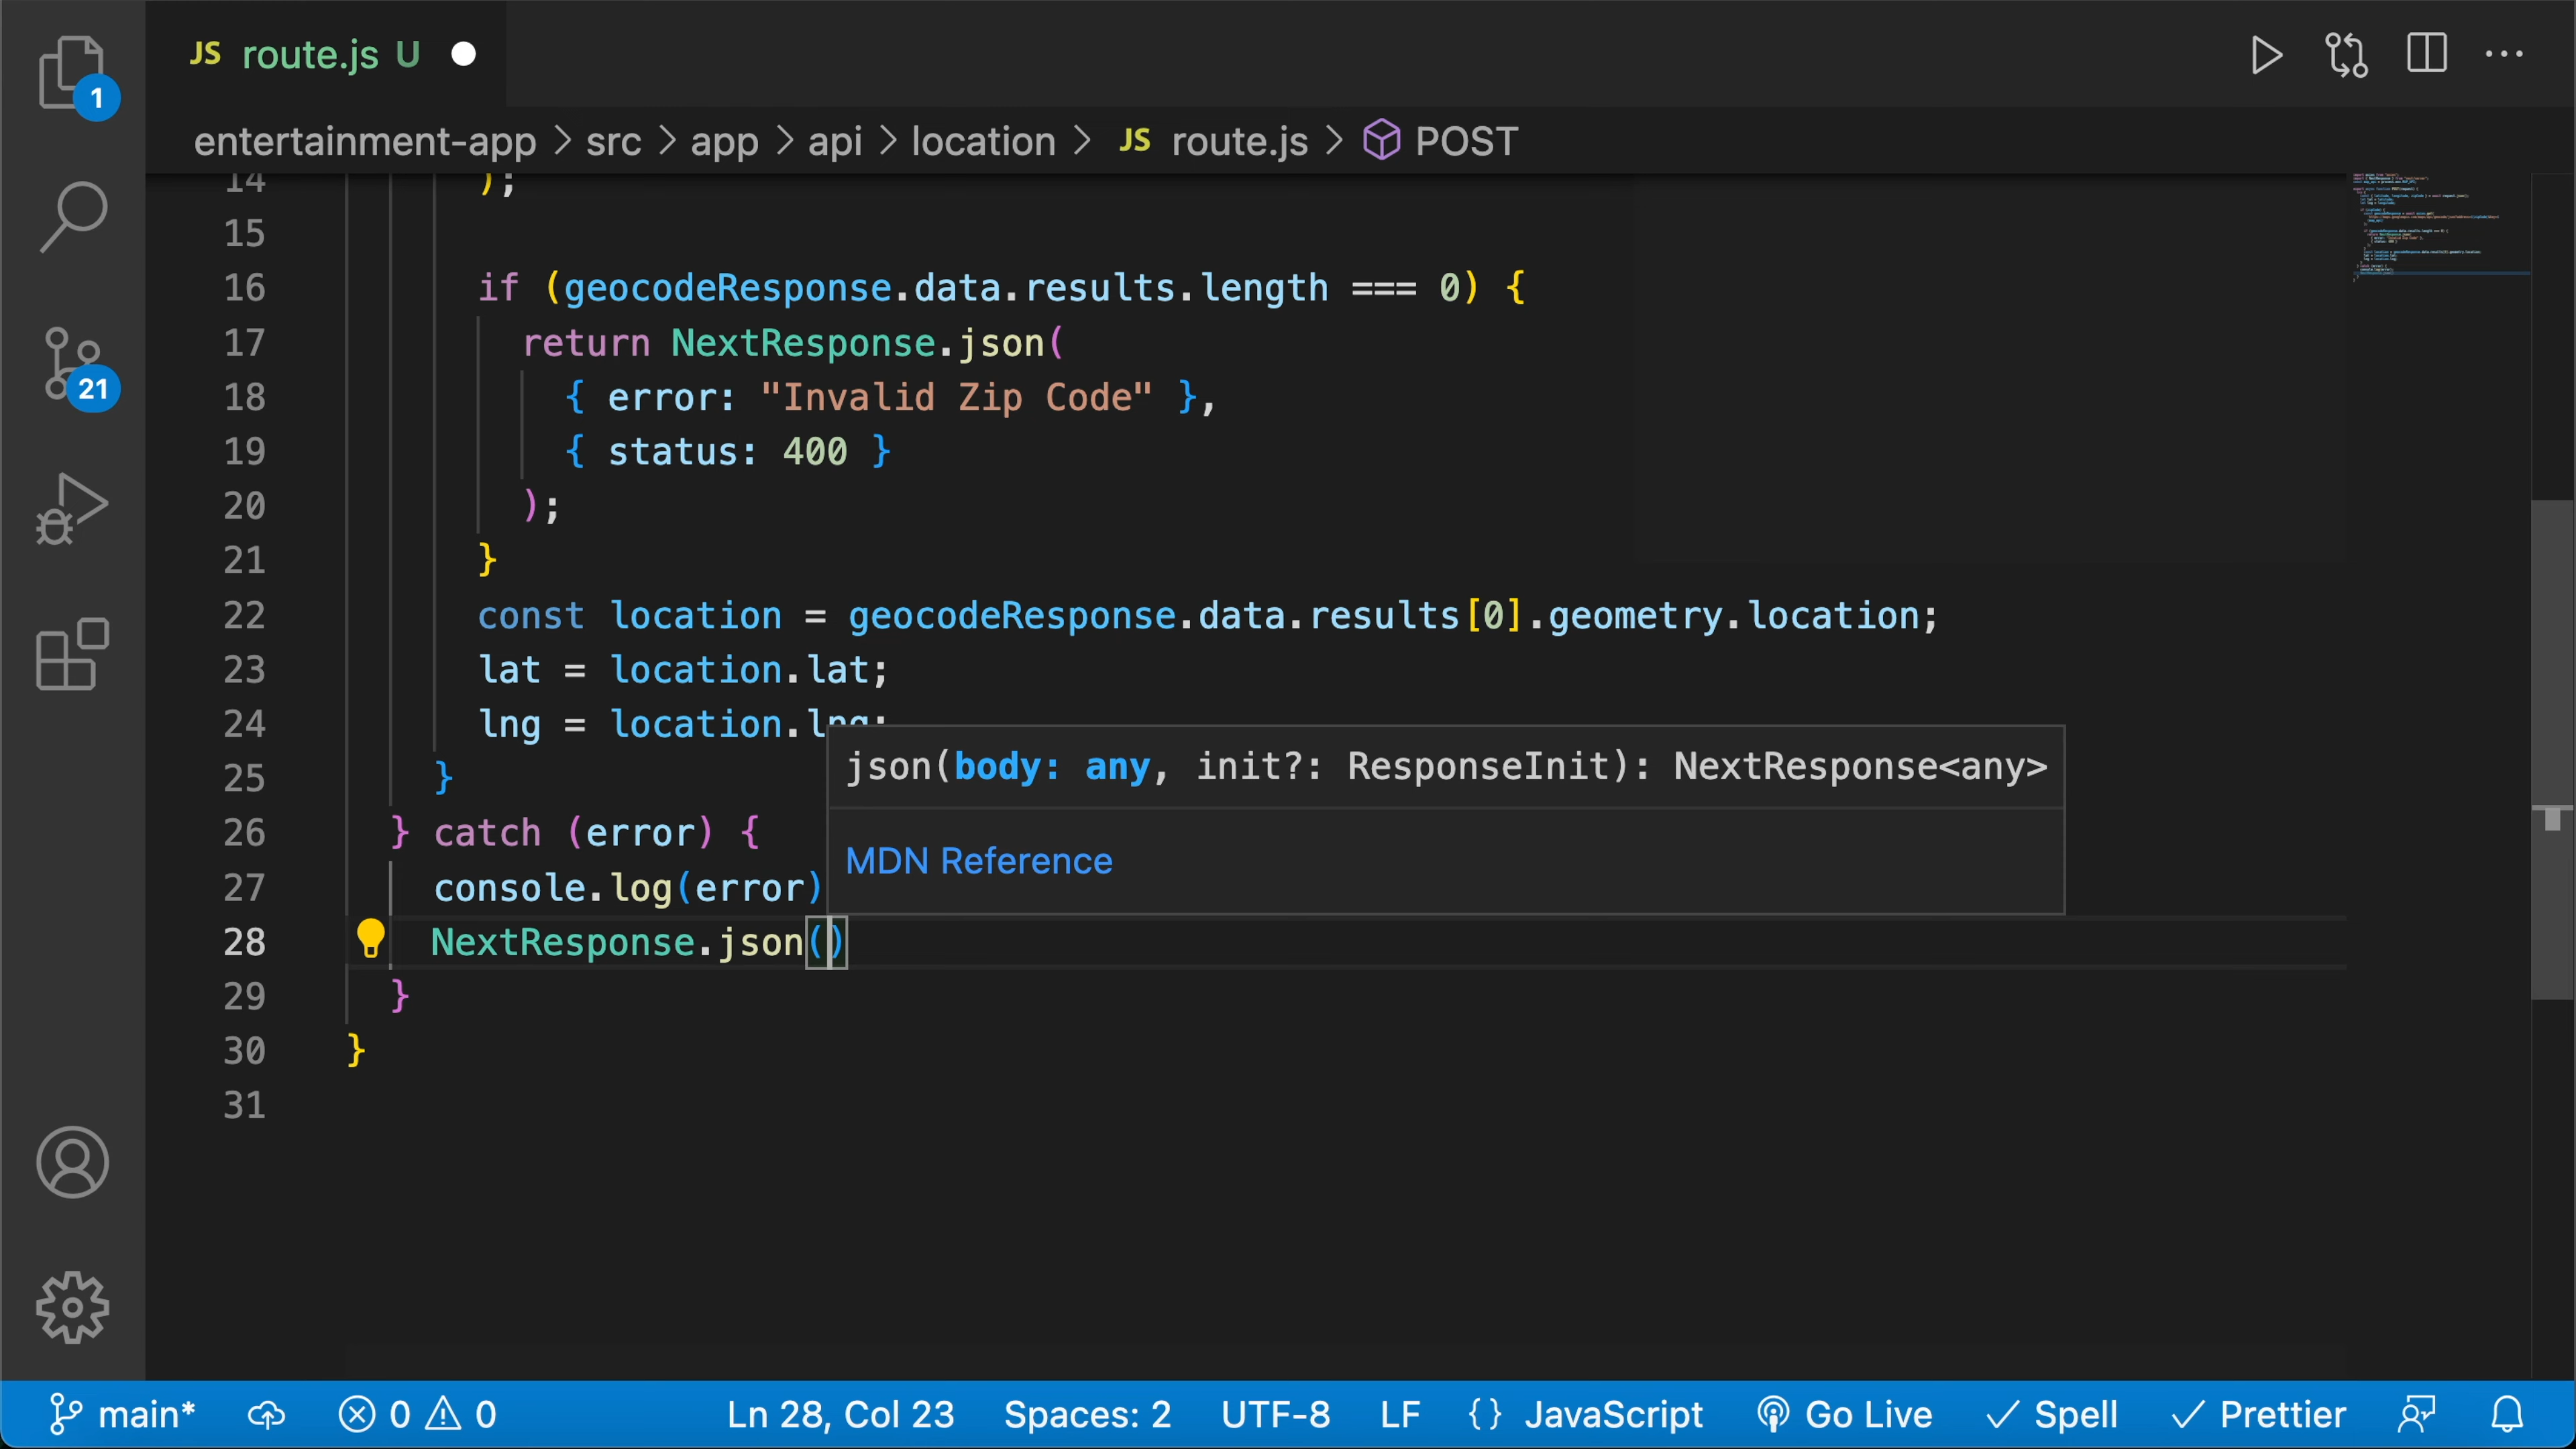 JS route.js U
entertainment-app > src > app > api > location > JS route.js > POST
1
21
14 );
15
16 if (geocodeResponse.data.results.length === 0) {
17 return NextResponse.json(
18 { error: "Invalid Zip Code" },
19 { status: 400 }
20 );
21 }
22 const location = geocodeResponse.data.results[0].geometry.location;
23 lat = location.lat;
24 lng = location.lng;
json(body: any, init?: ResponseInit): NextResponse<any>
25 }
26 } catch (error) {
MDN Reference
27 console.log(error)
28 NextResponse.json()
29 }
30 }
31
main* 0 0 Ln 28, Col 23 Spaces: 2 UTF-8 LF {} JavaScript Go Live Spell Prettier